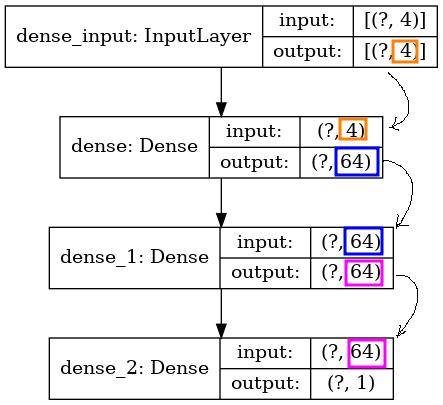 dense_input: InputLayer
input: [(?, 4)]
output: [(?, 4)]
dense: Dense
input: (?, 4)
output: (?, 64)
dense_1: Dense
input: (?, 64)
output: (?, 64)
dense_2: Dense
input: (?, 64)
output: (?, 1)